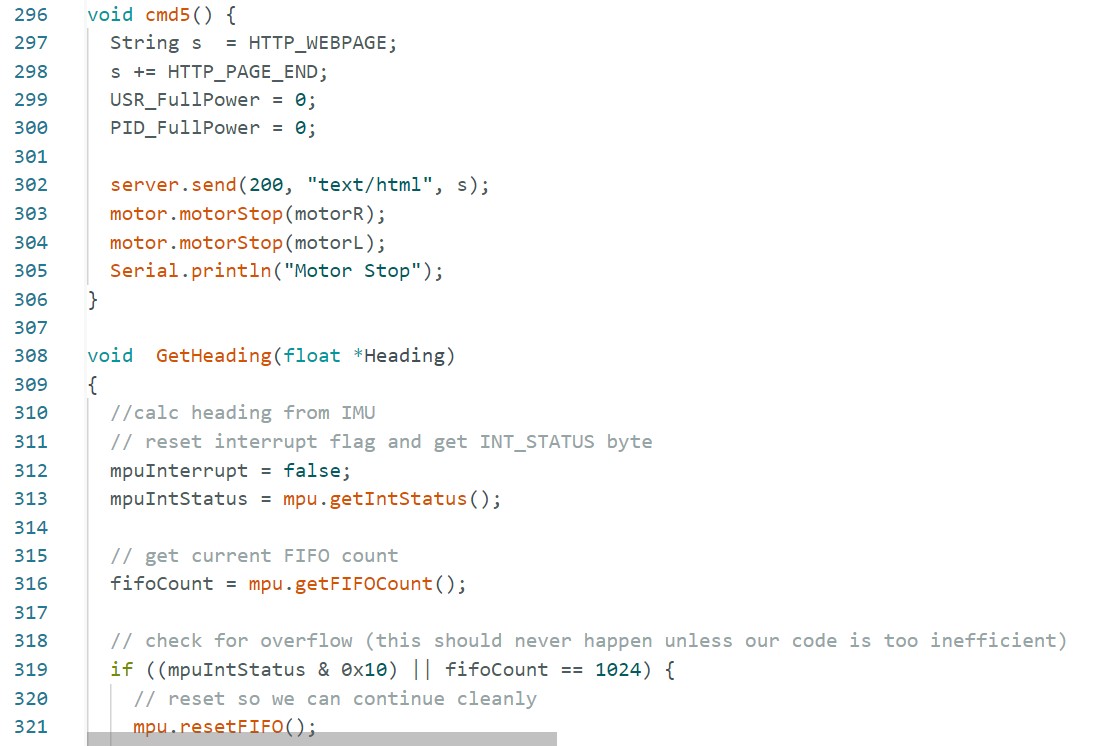 296 void cmd5() {
297 String s  = HTTP_WEBPAGE;
298 s += HTTP_PAGE_END;
299 USR_FullPower = 0;
300 PID_FullPower = 0;
301
302 server.send(200, "text/html", s);
303 motor.motorStop(motorR);
304 motor.motorStop(motorL);
305 Serial.println("Motor Stop");
306 }
307
308 void  GetHeading(float *Heading)
309 {
310 //calc heading from IMU
311 // reset interrupt flag and get INT_STATUS byte
312 mpuInterrupt = false;
313 mpuIntStatus = mpu.getIntStatus();
314
315 // get current FIFO count
316 fifoCount = mpu.getFIFOCount();
317
318 // check for overflow (this should never happen unless our code is too inefficient)
319 if ((mpuIntStatus & 0x10) || fifoCount == 1024) {
320 // reset so we can continue cleanly
321 mpu.resetFIFO();